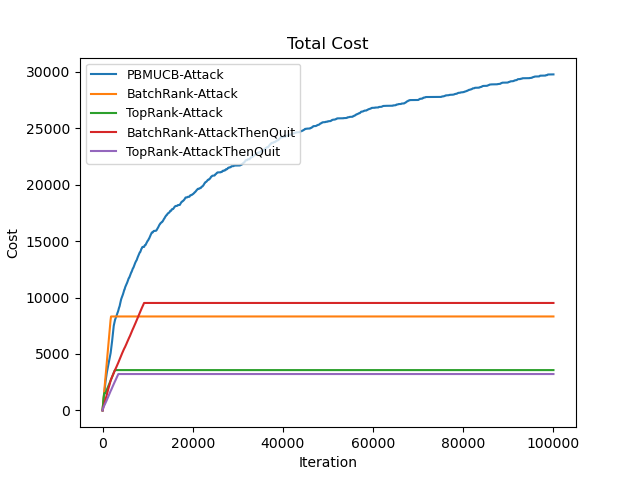 Total Cost
PBMUCB-Attack
BatchRank-Attack
TopRank-Attack
BatchRank-AttackThenQuit
TopRank-AttackThenQuit
30000
25000
20000
15000
10000
5000
0
Cost
0 20000 40000 60000 80000 100000
Iteration